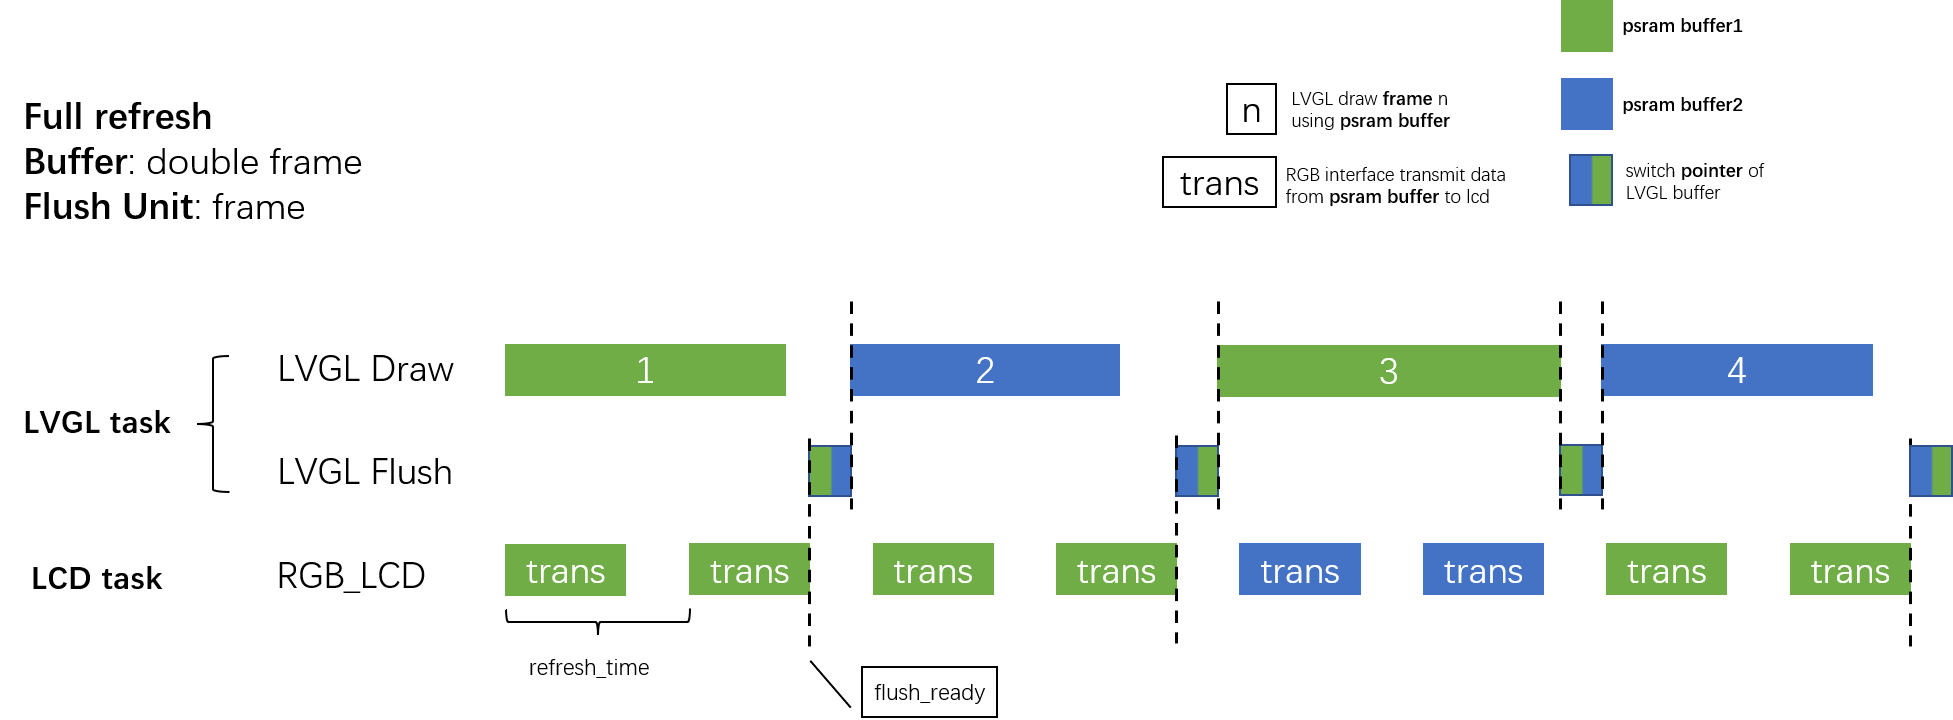 psram buffer1
n
LVGL draw frame n
using psram buffer
psram buffer2
Full refresh
Buffer: double frame
Flush Unit: frame
trans
RGB interface transmit data
from psram buffer to lcd
switch pointer of
LVGL buffer
LVGL task
LVGL Draw
1
2
3
4
LVGL Flush
LCD task
RGB_LCD
trans
trans
trans
trans
trans
trans
trans
trans
refresh_time
flush_ready